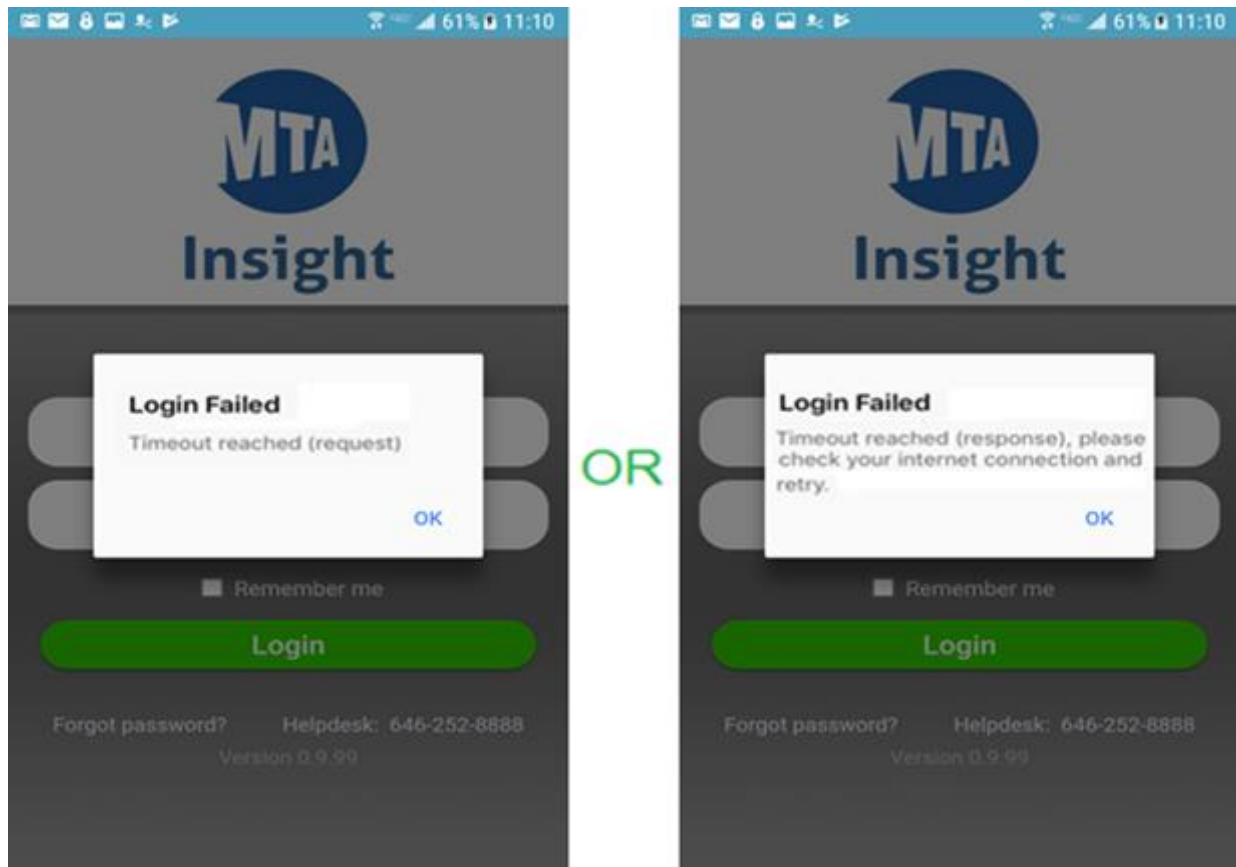 61% 11:10
MTA
Insight
Login Failed
Timeout reached (request)
OK
Remember me
Login
Forgot password? Helpdesk: 646-252-8888
Version 0.9.99
OR
61% 11:10
MTA
Insight
Login Failed
Timeout reached (response), please
check your internet connection and
retry.
OK
Remember me
Login
Forgot password? Helpdesk: 646-252-8888
Version 0.9.99